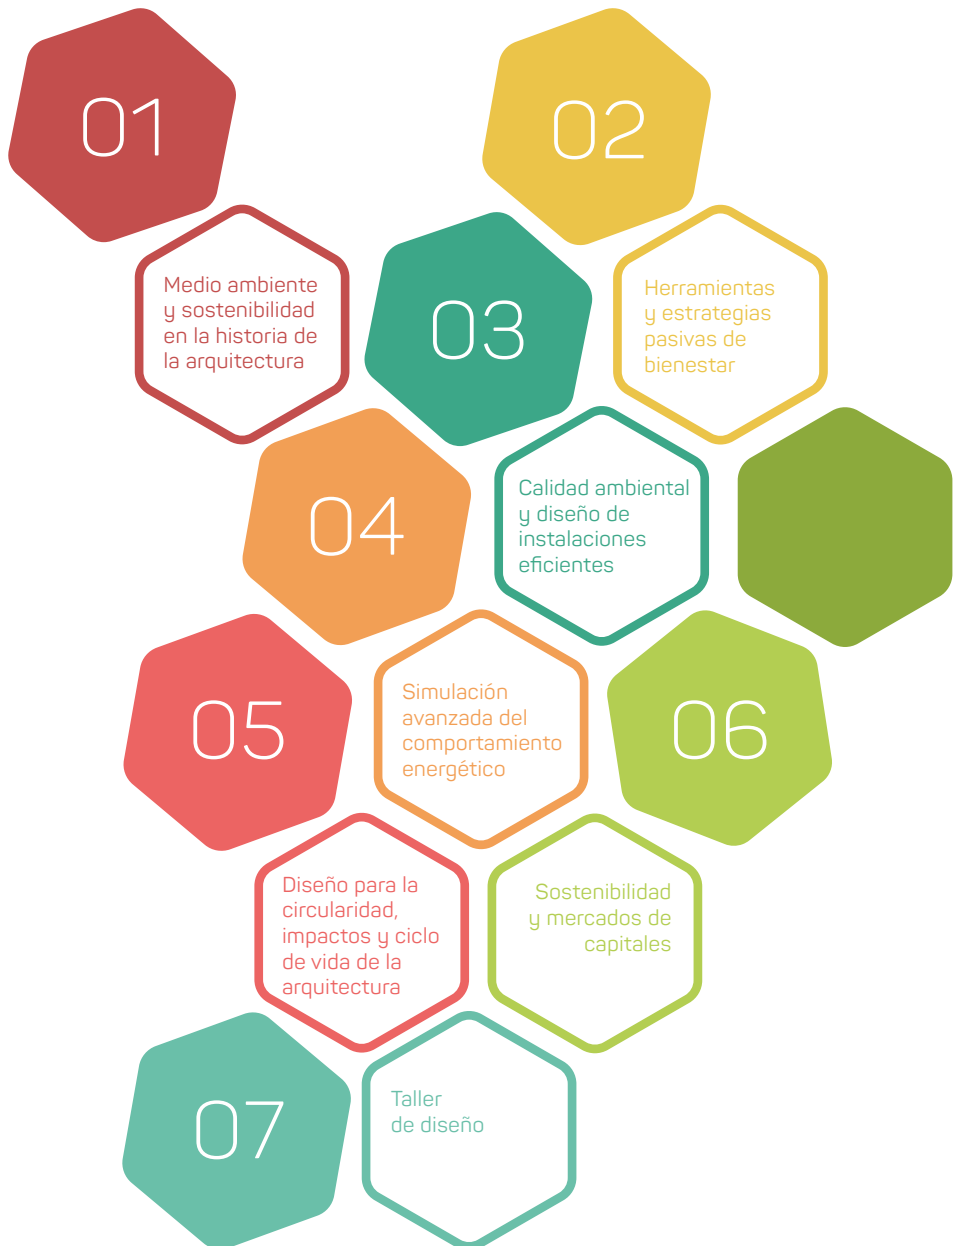 01
Medio ambiente
y sostenibilidad
en la historia de
la arquitectura
02
Herramientas
y estrategias
pasivas de
bienestar
03
Calidad ambiental
y diseño de
instalaciones
eficientes
04
Simulación
avanzada del
comportamiento
energético
05
Diseño para la
circularidad,
impactos y ciclo
de vida de la
arquitectura
06
Sostenibilidad
y mercados de
capitales
07
Taller
de diseño